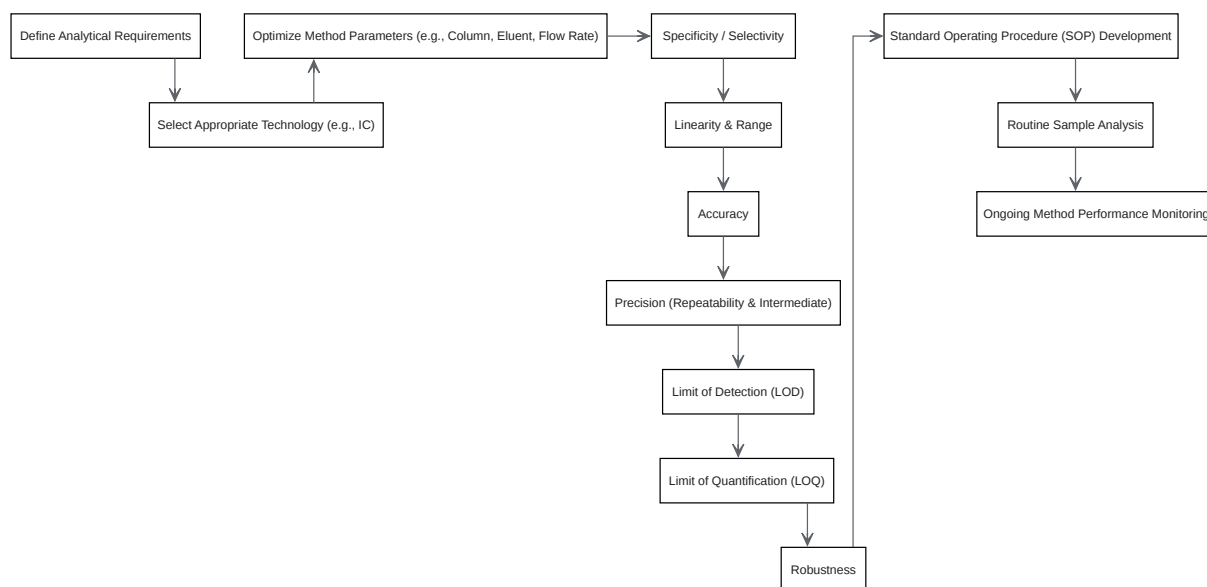 Define Analytical Requirements
Select Appropriate Technology (e.g., IC)
Optimize Method Parameters (e.g., Column, Eluent, Flow Rate)
Specificity / Selectivity
Linearity & Range
Accuracy
Precision (Repeatability & Intermediate)
Limit of Detection (LOD)
Limit of Quantification (LOQ)
Robustness
Standard Operating Procedure (SOP) Development
Routine Sample Analysis
Ongoing Method Performance Monitoring